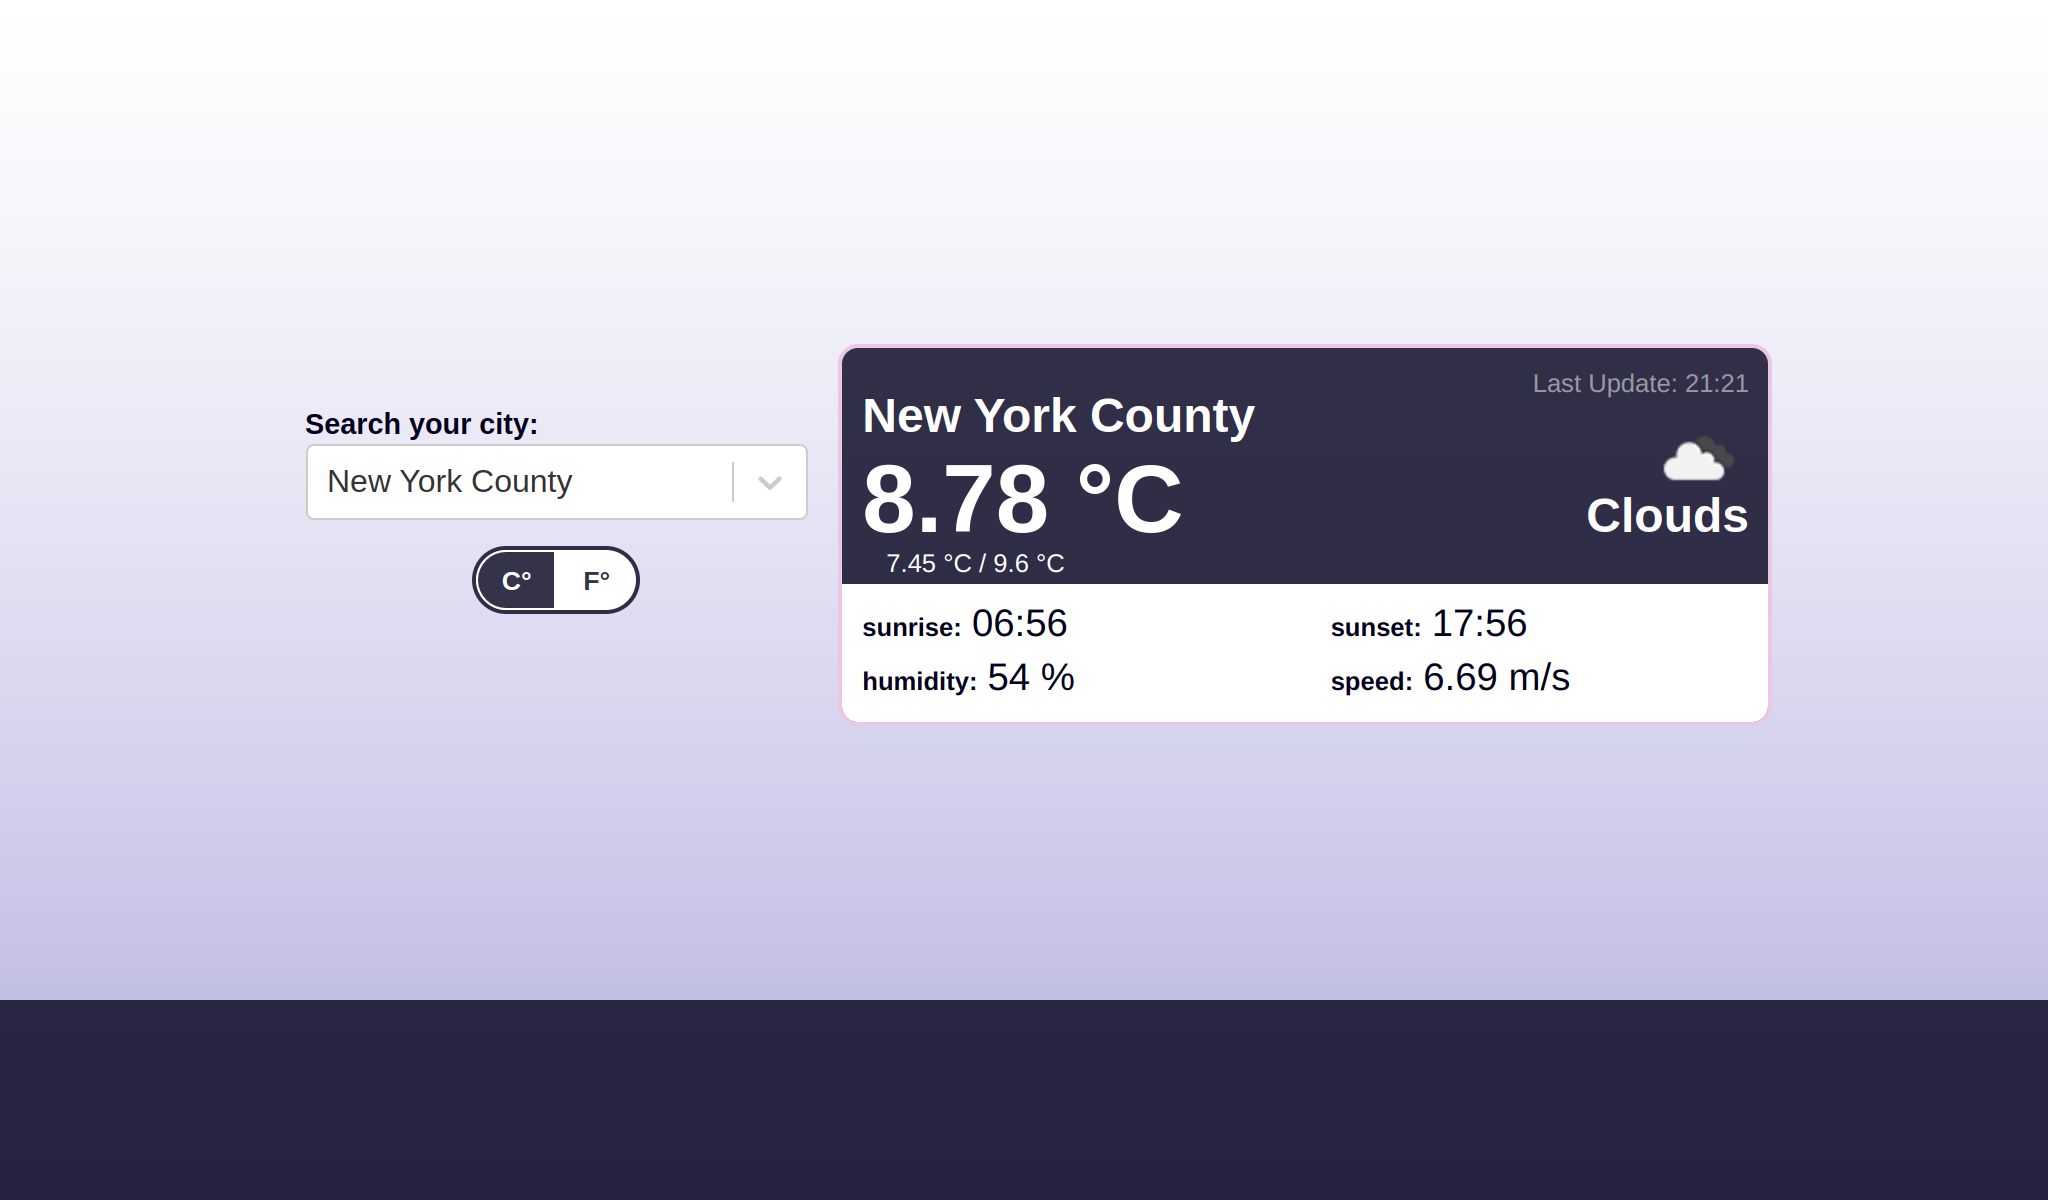 Search your city:
New York County
C° F°
Last Update: 21:21
New York County
8.78 °C
7.45 °C / 9.6 °C
Clouds
sunrise: 06:56
sunset: 17:56
humidity: 54 %
speed: 6.69 m/s